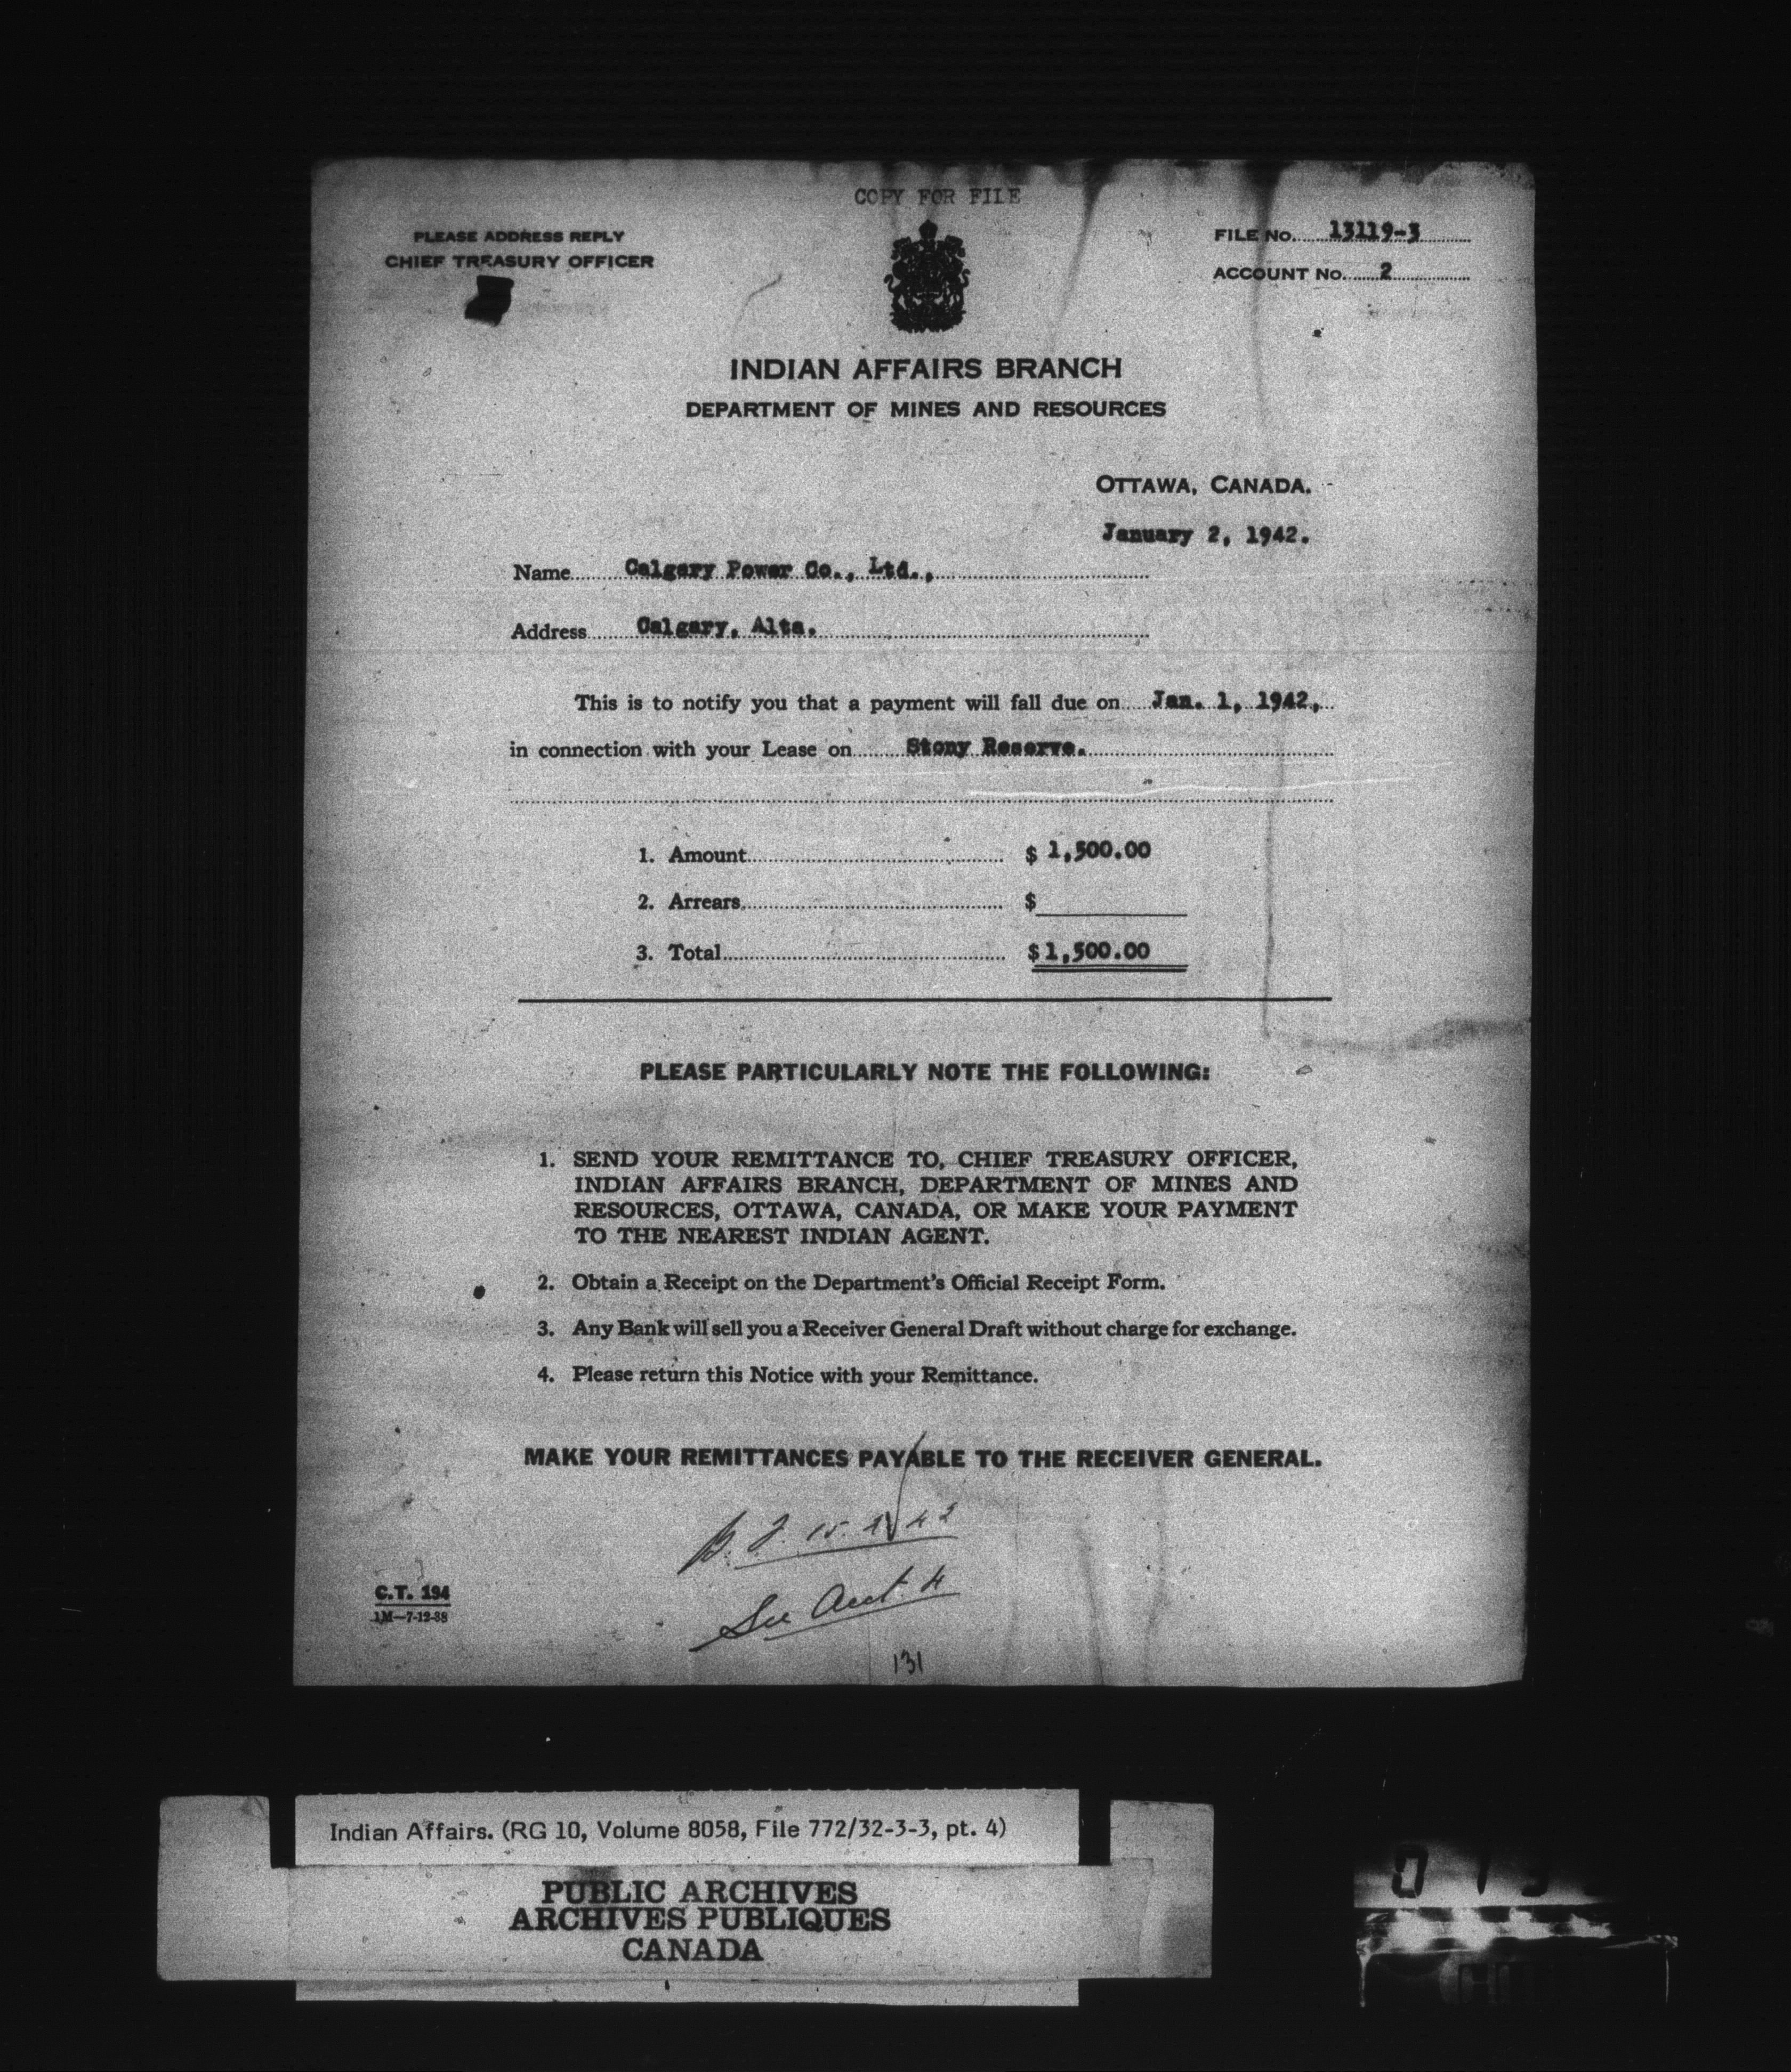 COPY FOR FILE
PLEASE ADDRESS REPLY
CHIEF TREASURY OFFICER
FILE No. 13119-3
ACCOUNT No. 2
INDIAN AFFAIRS BRANCH
DEPARTMENT OF MINES AND RESOURCES
OTTAWA, CANADA.
January 2, 1942.
Name Calgary Power Co., Ltd.,
Address Calgary, Alta.
This is to notify you that a payment will fall due on Jan. 1, 1942,
in connection with your Lease on Stony Reserve.
1. Amount $ 1,500.00
2. Arrears $
3. Total $ 1,500.00
PLEASE PARTICULARLY NOTE THE FOLLOWING:
1. SEND YOUR REMITTANCE TO, CHIEF TREASURY OFFICER,
INDIAN AFFAIRS BRANCH, DEPARTMENT OF MINES AND
RESOURCES, OTTAWA, CANADA, OR MAKE YOUR PAYMENT
TO THE NEAREST INDIAN AGENT.
2. Obtain a Receipt on the Department's Official Receipt Form.
3. Any Bank will sell you a Receiver General Draft without charge for exchange.
4. Please return this Notice with your Remittance.
MAKE YOUR REMITTANCES PAYABLE TO THE RECEIVER GENERAL.
B. F. 15. 42
See Acct. 4
C.T. 194
1M—7-12-38
131
Indian Affairs. (RG 10, Volume 8058, File 772/32-3-3, pt. 4)
PUBLIC ARCHIVES
ARCHIVES PUBLIQUES
CANADA